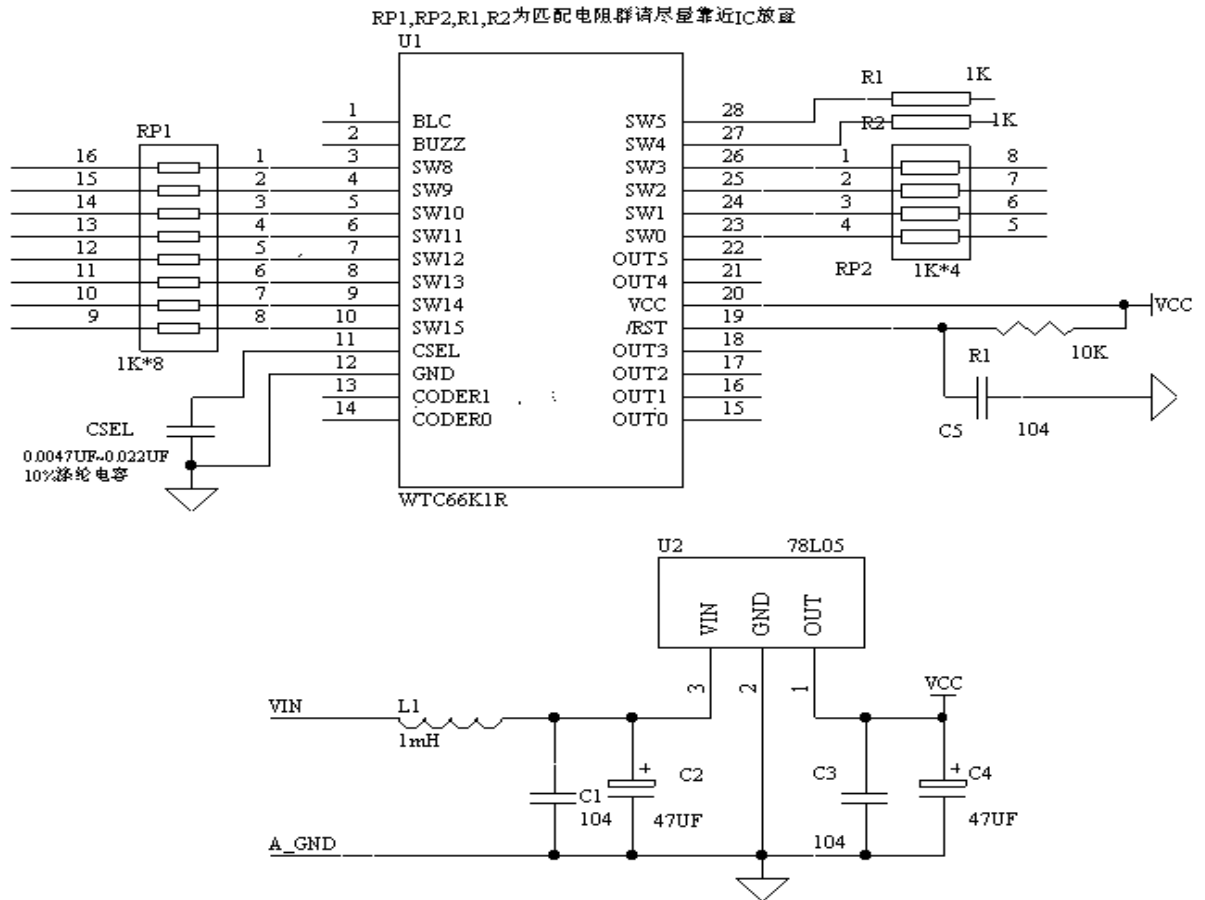 RP1,RP2,R1,R2为匹配电阻群请尽量靠近IC放置
U1
R1 1K
1 BLC SW5 28
RP1 2 BUZZ SW4 27 R2 1K
16 1 3 SW8 SW3 26 1 8
15 2 4 SW9 SW2 25 2 7
14 3 5 SW10 SW1 24 3 6
13 4 6 SW11 SW0 23 4 5
12 5 7 SW12 OUT5 22
11 6 8 SW13 OUT4 21 RP2 1K*4
10 7 9 SW14 VCC 20 VCC
9 8 10 SW15 /RST 19
1K*8 11 CSEL OUT3 18 R1 10K
12 GND OUT2 17
13 CODER1 OUT1 16
14 CODER0 OUT0 15
CSEL C5 104
0.0047UF~0.022UF
10%涤纶电容
WTC66K1R
U2 78L05
VIN GND OUT
3 2 1
VCC
VIN L1
1mH
C1 + C2 C3 + C4
104 47UF 104 47UF
A_GND